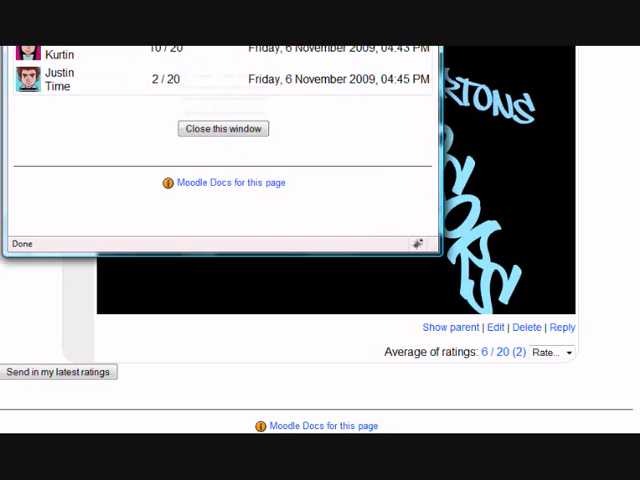 10 / 20 Friday, 6 November 2009, 04:43 PM
Kurtin
Justin
Time
2 / 20 Friday, 6 November 2009, 04:45 PM
Close this window
Moodle Docs for this page
Done
Show parent | Edit | Delete | Reply
Average of ratings: 6 / 20 (2) Rate...
Send in my latest ratings
Moodle Docs for this page